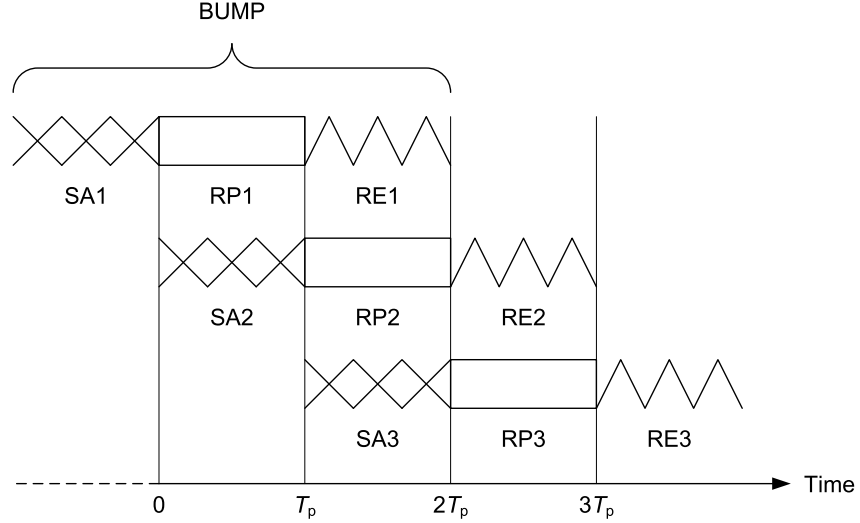 BUMP
SA1 RP1 RE1
SA2 RP2 RE2
SA3 RP3 RE3
Time
0 Tp 2Tp 3Tp